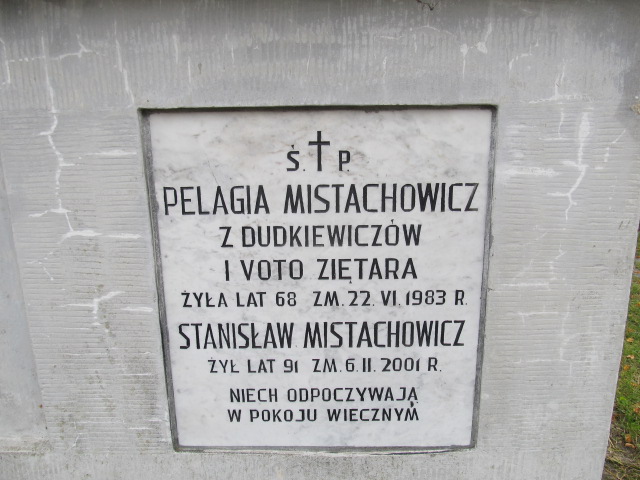 Ś.✝P.
PELAGIA MISTACHOWICZ
Z DUDKIEWICZÓW
I VOTO ZIĘTARA
ŻYŁA LAT 68 ZM. 22. VI. 1983 R.
STANISŁAW MISTACHOWICZ
ŻYŁ LAT 91 ZM. 6. II. 2001 R.
NIECH ODPOCZYWAJĄ
W POKOJU WIECZNYM